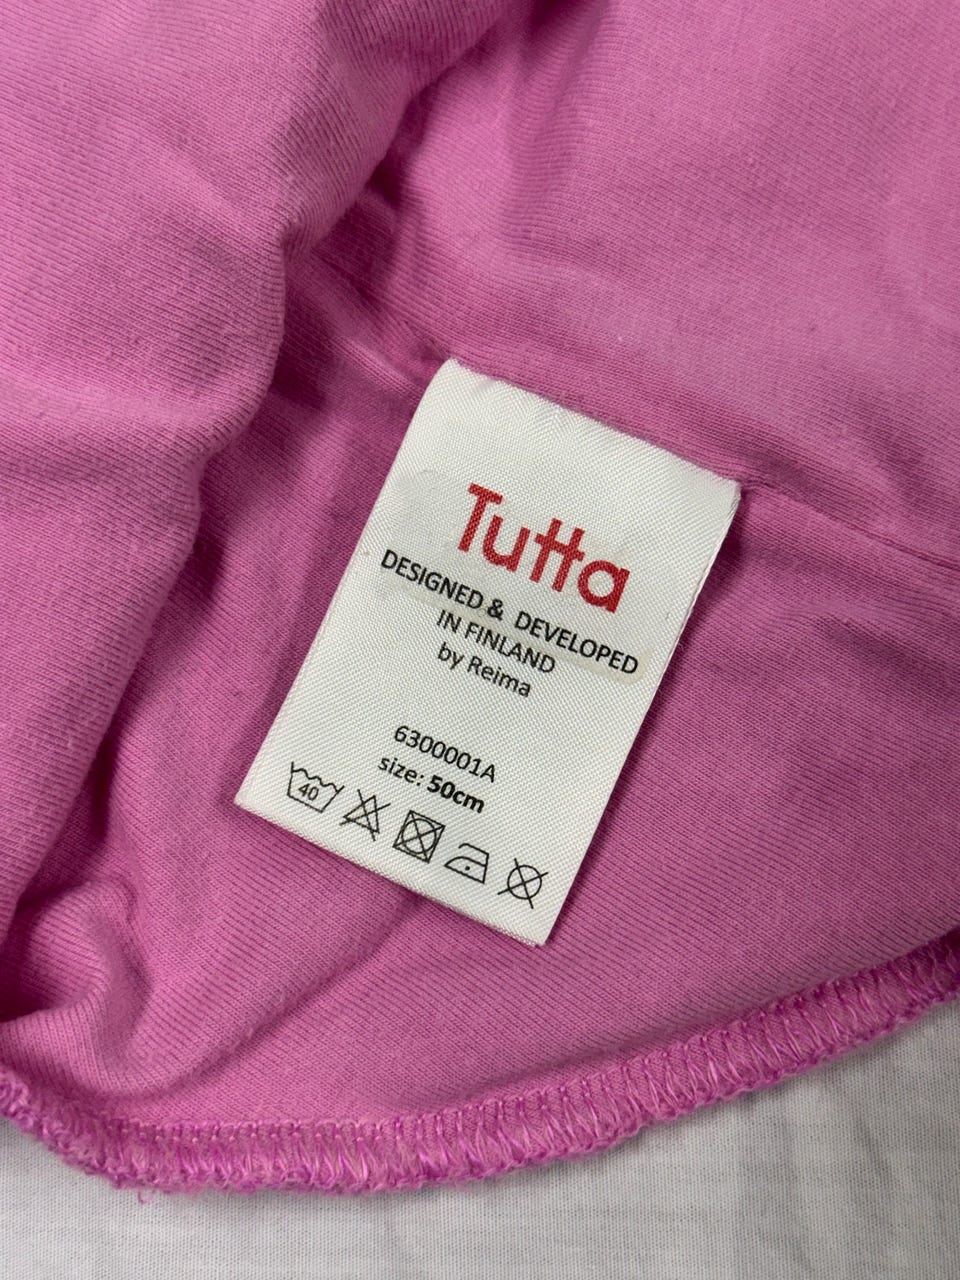 Tutta
DESIGNED & DEVELOPED
IN FINLAND
by Reima
6300001A
size: 50cm
40